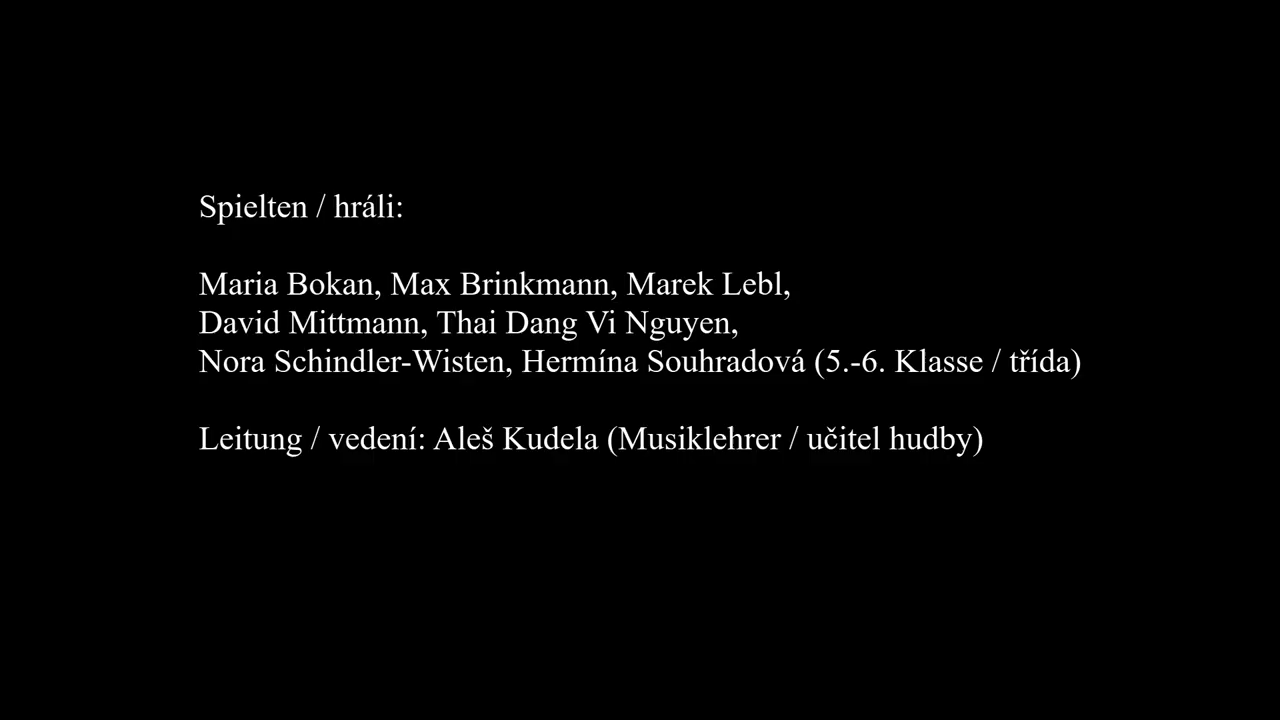 Spielten / hráli:
Maria Bokan, Max Brinkmann, Marek Lebl,
David Mittmann, Thai Dang Vi Nguyen,
Nora Schindler-Wisten, Hermína Souhradová (5.-6. Klasse / třída)
Leitung / vedení: Aleš Kudela (Musiklehrer / učitel hudby)